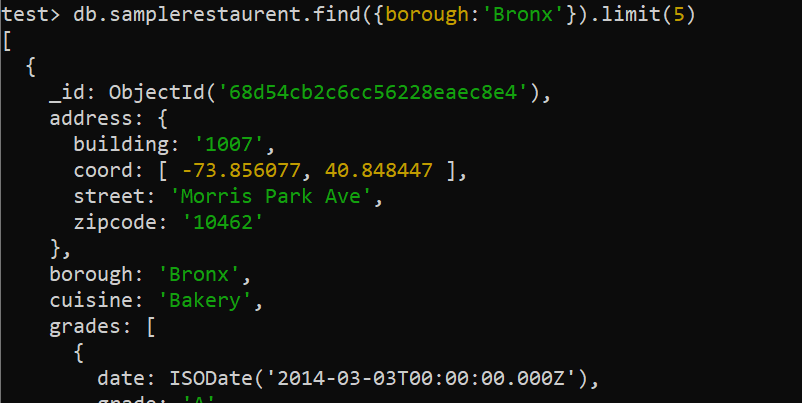 test> db.samplerestaurent.find({borough:'Bronx'}).limit(5)
[
  {
    _id: ObjectId('68d54cb2c6cc56228eaec8e4'),
    address: {
      building: '1007',
      coord: [ -73.856077, 40.848447 ],
      street: 'Morris Park Ave',
      zipcode: '10462'
    },
    borough: 'Bronx',
    cuisine: 'Bakery',
    grades: [
      {
        date: ISODate('2014-03-03T00:00:00.000Z'),
        grade: 'A'